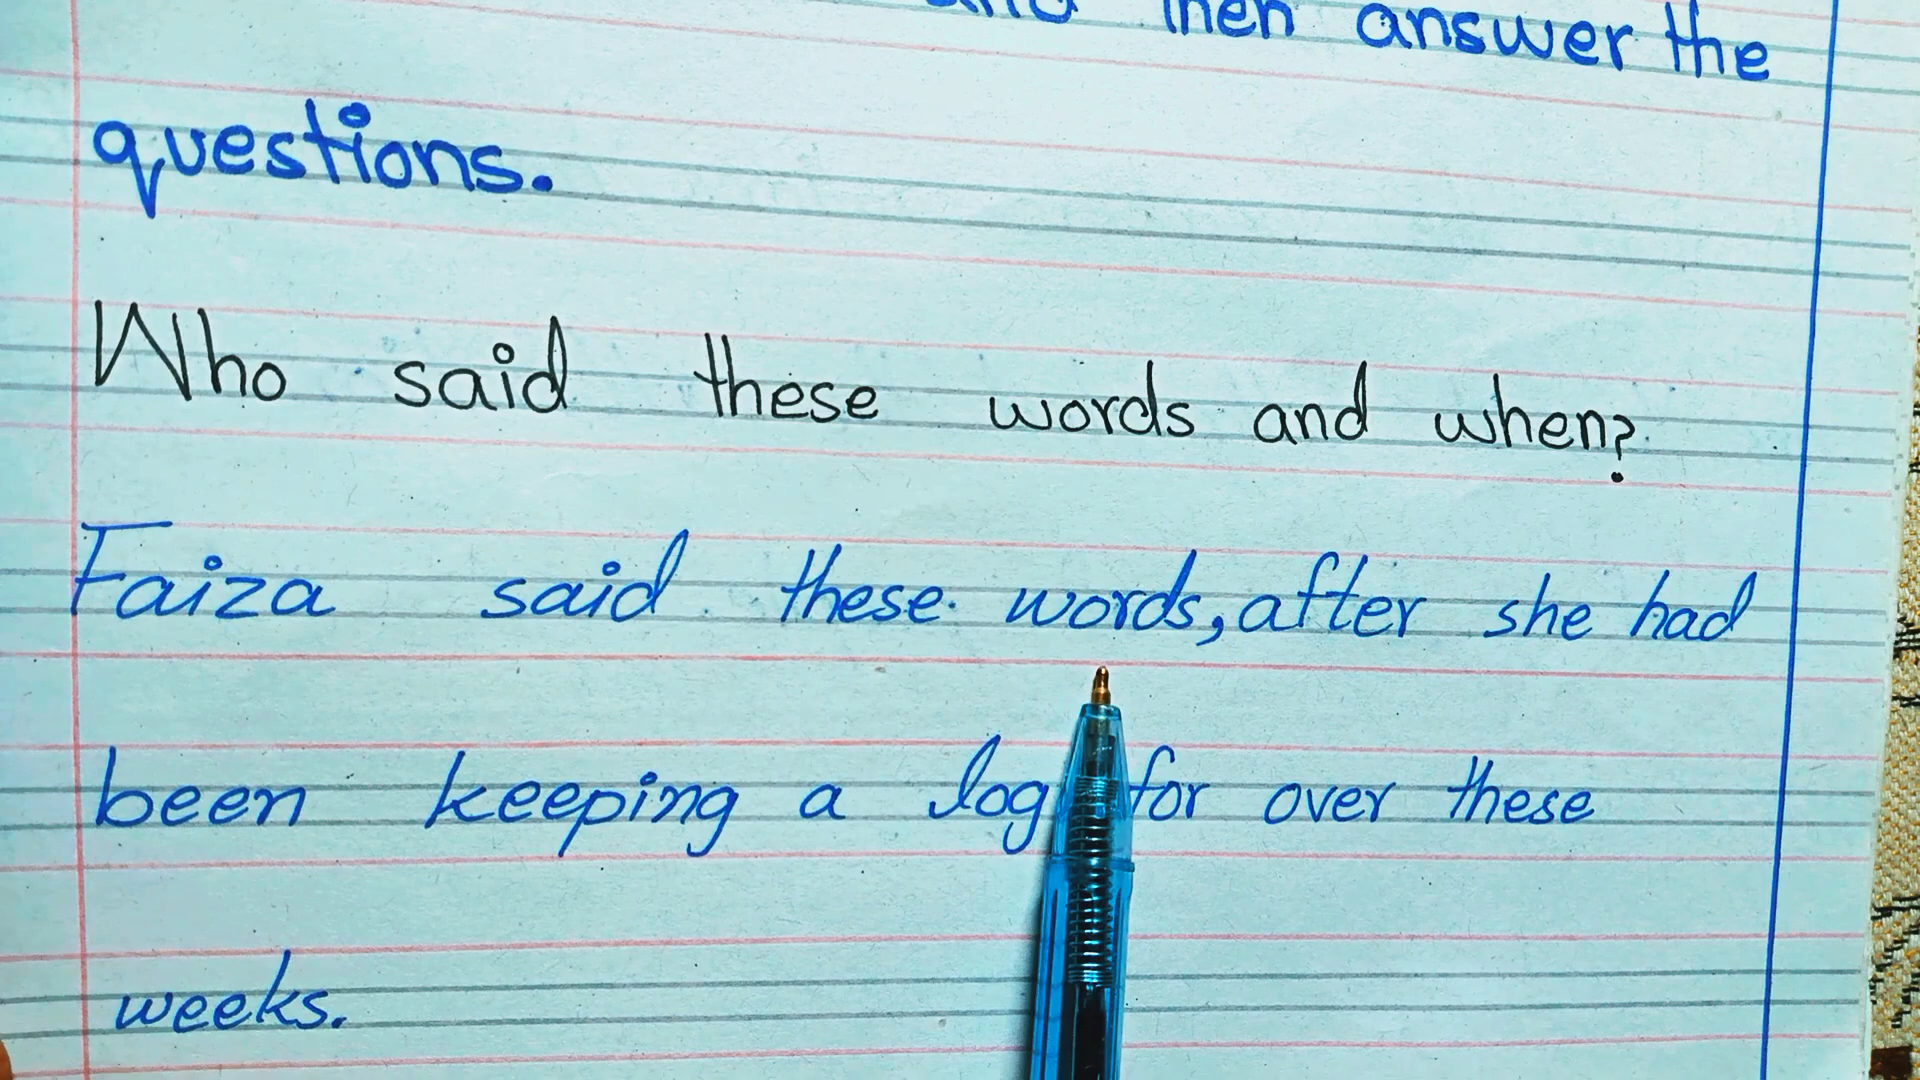 then answer the
questions.
Who said these words and when?
Faiza said these words, after she had
been keeping a log for over these
weeks.